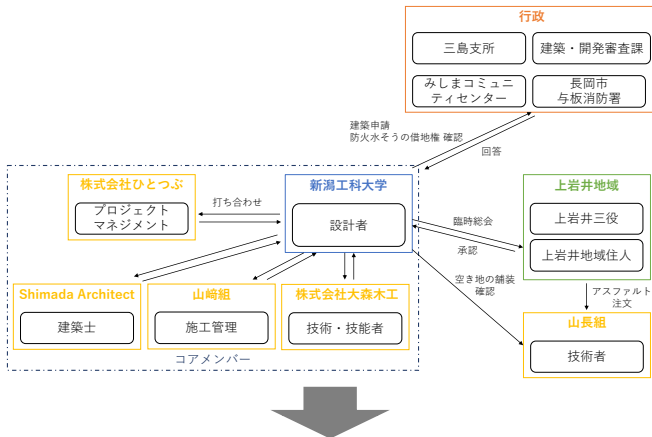 行政
三島支所
建築・開発審査課
みしまコミュニ
ティセンター
長岡市
与板消防署
建築申請
防火水そうの借地権 確認
回答
株式会社ひとつぶ
プロジェクト
マネジメント
打ち合わせ
新潟工科大学
設計者
臨時総会
承認
上岩井地域
上岩井三役
上岩井地域住人
空き地の舗装
確認
アスファルト
注文
Shimada Architect
建築士
山﨑組
施工管理
株式会社大森木工
技術・技能者
山長組
技術者
コアメンバー